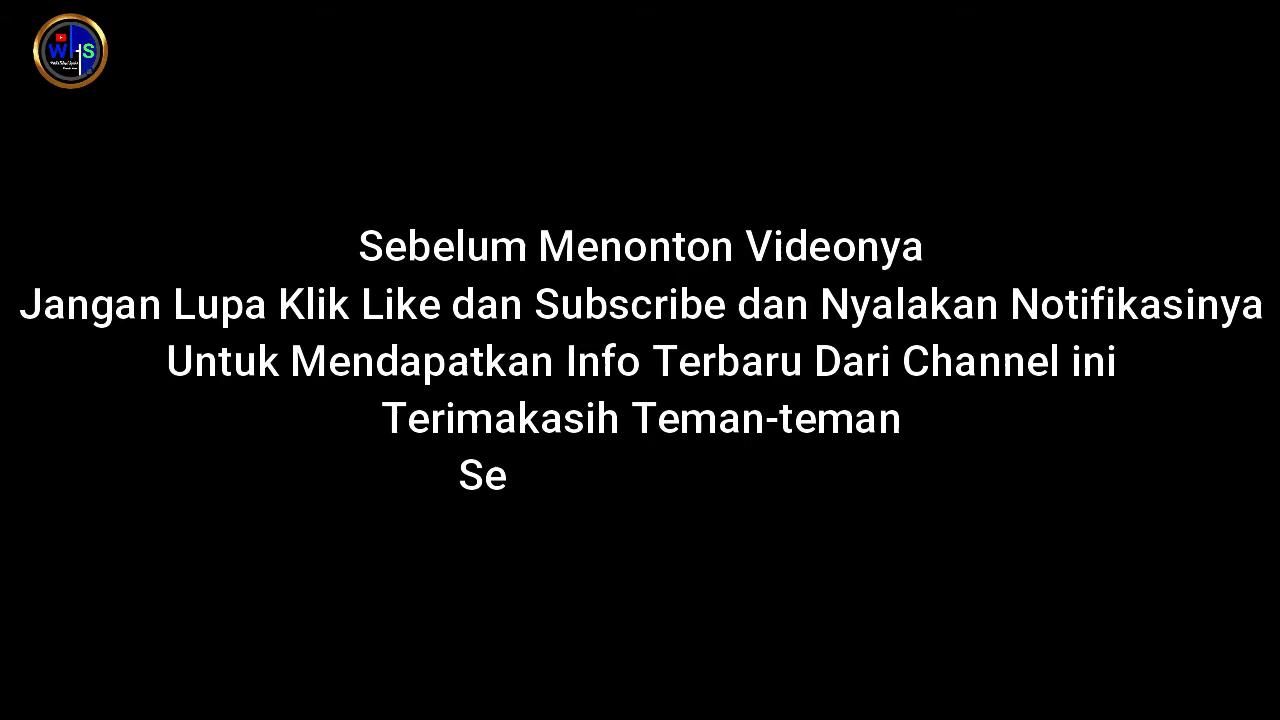 WHS
Sebelum Menonton Videonya
Jangan Lupa Klik Like dan Subscribe dan Nyalakan Notifikasinya
Untuk Mendapatkan Info Terbaru Dari Channel ini
Terimakasih Teman-teman
Se